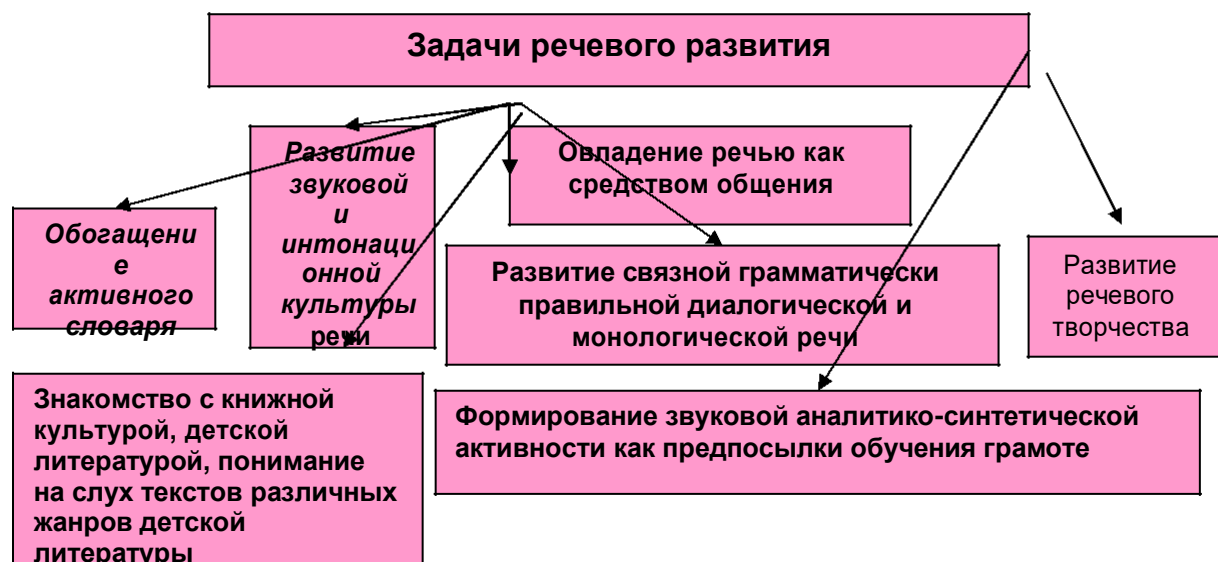 Задачи речевого развития
Развитие
звуковой
и
интонаци
онной
культуры
речи
Овладение речью как
средством общения
Обогащени
е
активного
словаря
Развитие связной грамматически
правильной диалогической и
монологической речи
Развитие
речевого
творчества
Знакомство с книжной
культурой, детской
литературой, понимание
на слух текстов различных
жанров детской
литературы
Формирование звуковой аналитико-синтетической
активности как предпосылки обучения грамоте